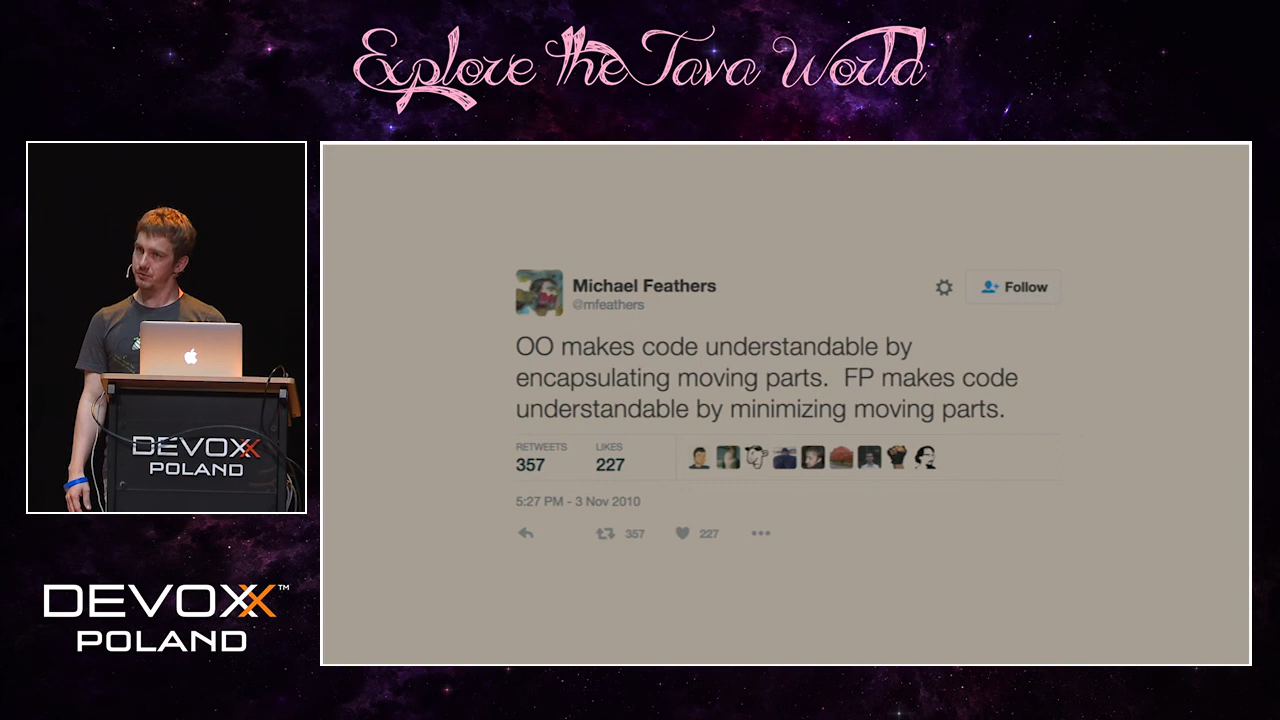 Explore the Java World
Michael Feathers
@mfeathers
Follow
OO makes code understandable by
encapsulating moving parts.  FP makes code
understandable by minimizing moving parts.
RETWEETS
LIKES
357
227
5:27 PM - 3 Nov 2010
357
227
DEVOXX
POLAND
DEVOXX™
POLAND